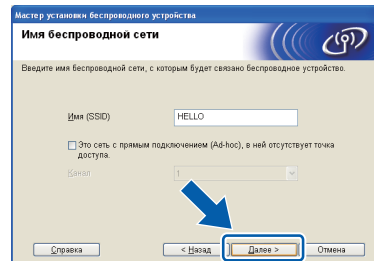 Мастер установки беспроводного устройства
Имя беспроводной сети
Введите имя беспроводной сети, с которым будет связано беспроводное устройство.
Имя (SSID) HELLO
Это сеть с прямым подключением (Ad-hoc), в ней отсутствует точка
доступа.
Канал 1
Справка < Назад Далее > Отмена